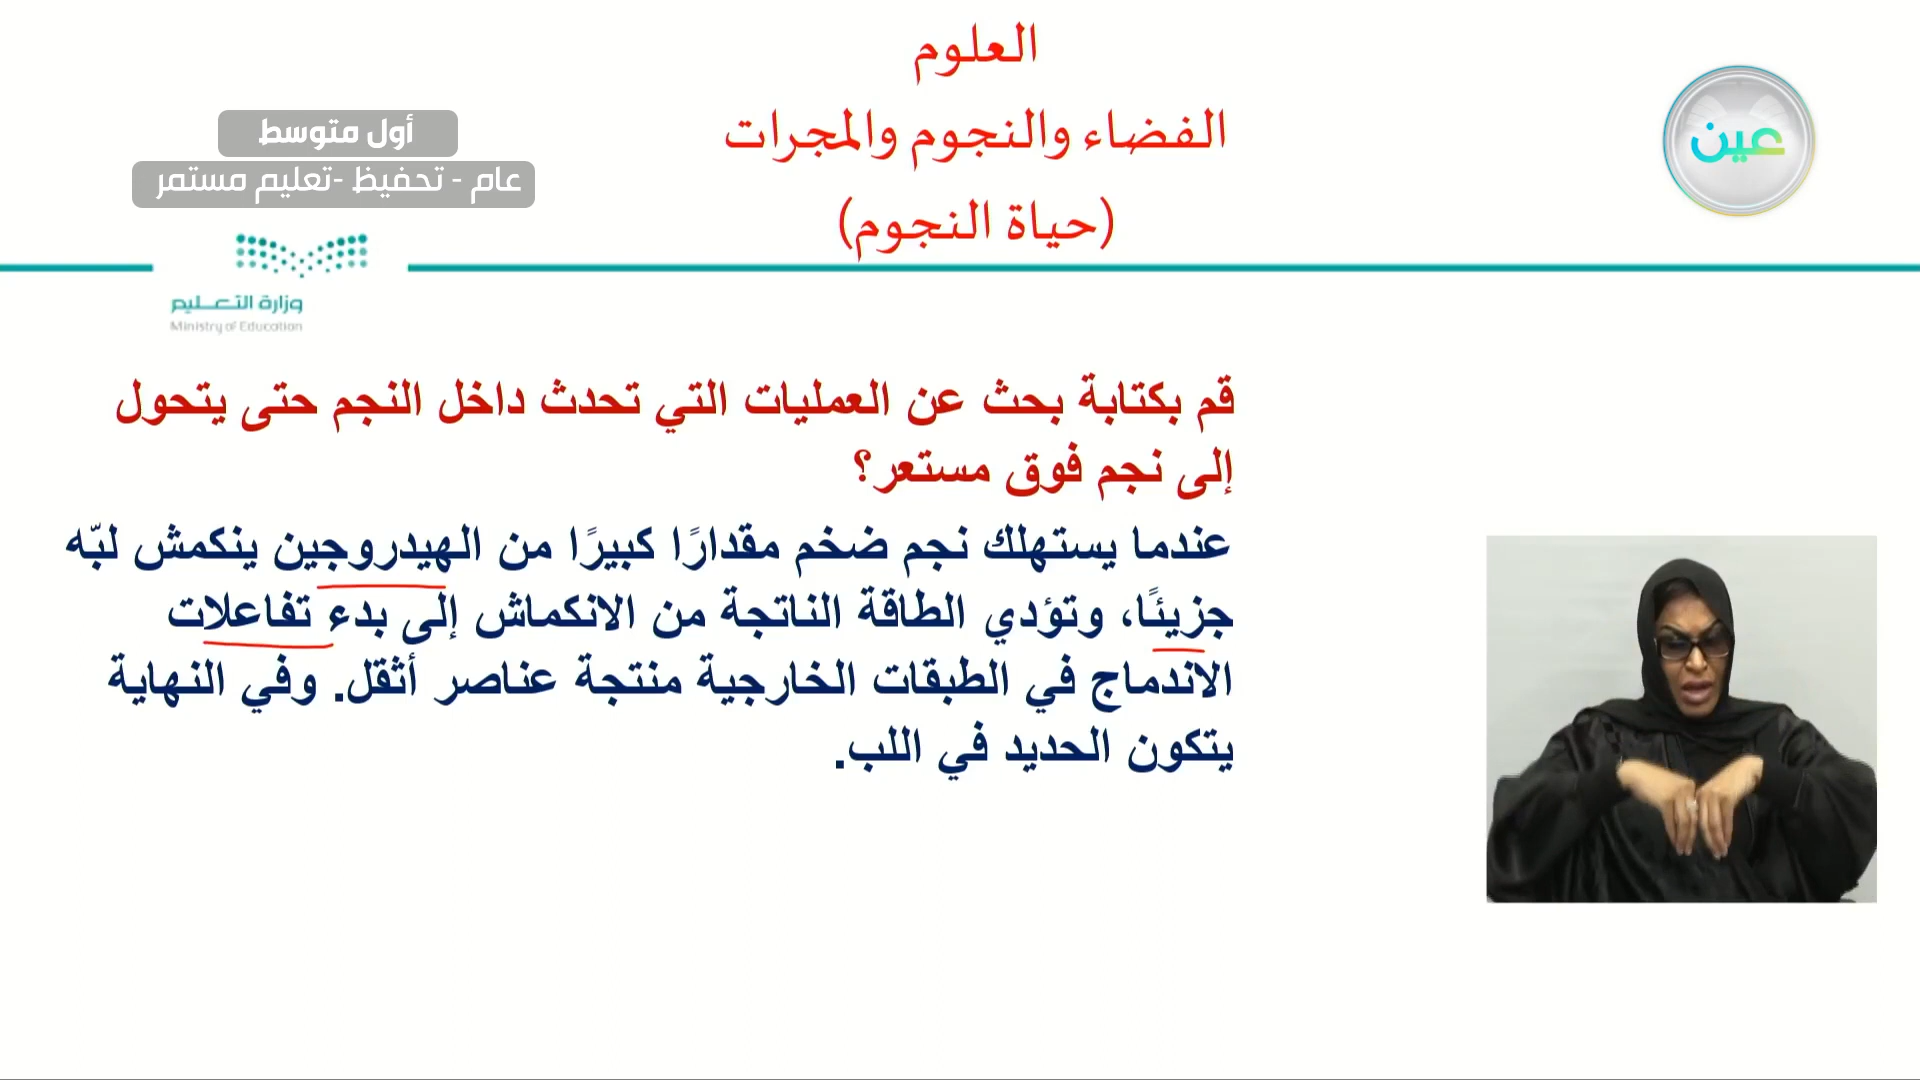 العلوم
الفضاء والنجوم والمجرات
(حياة النجوم)
عين
أول متوسط
عام - تحفيظ -تعليم مستمر
وزارة التعليم
Ministry of Education
قم بكتابة بحث عن العمليات التي تحدث داخل النجم حتى يتحول
إلى نجم فوق مستعر؟
عندما يستهلك نجم ضخم مقدارًا كبيرًا من الهيدروجين ينكمش لبّه
جزيئًا، وتؤدي الطاقة الناتجة من الانكماش إلى بدء تفاعلات
الاندماج في الطبقات الخارجية منتجة عناصر أثقل. وفي النهاية
يتكون الحديد في اللب.